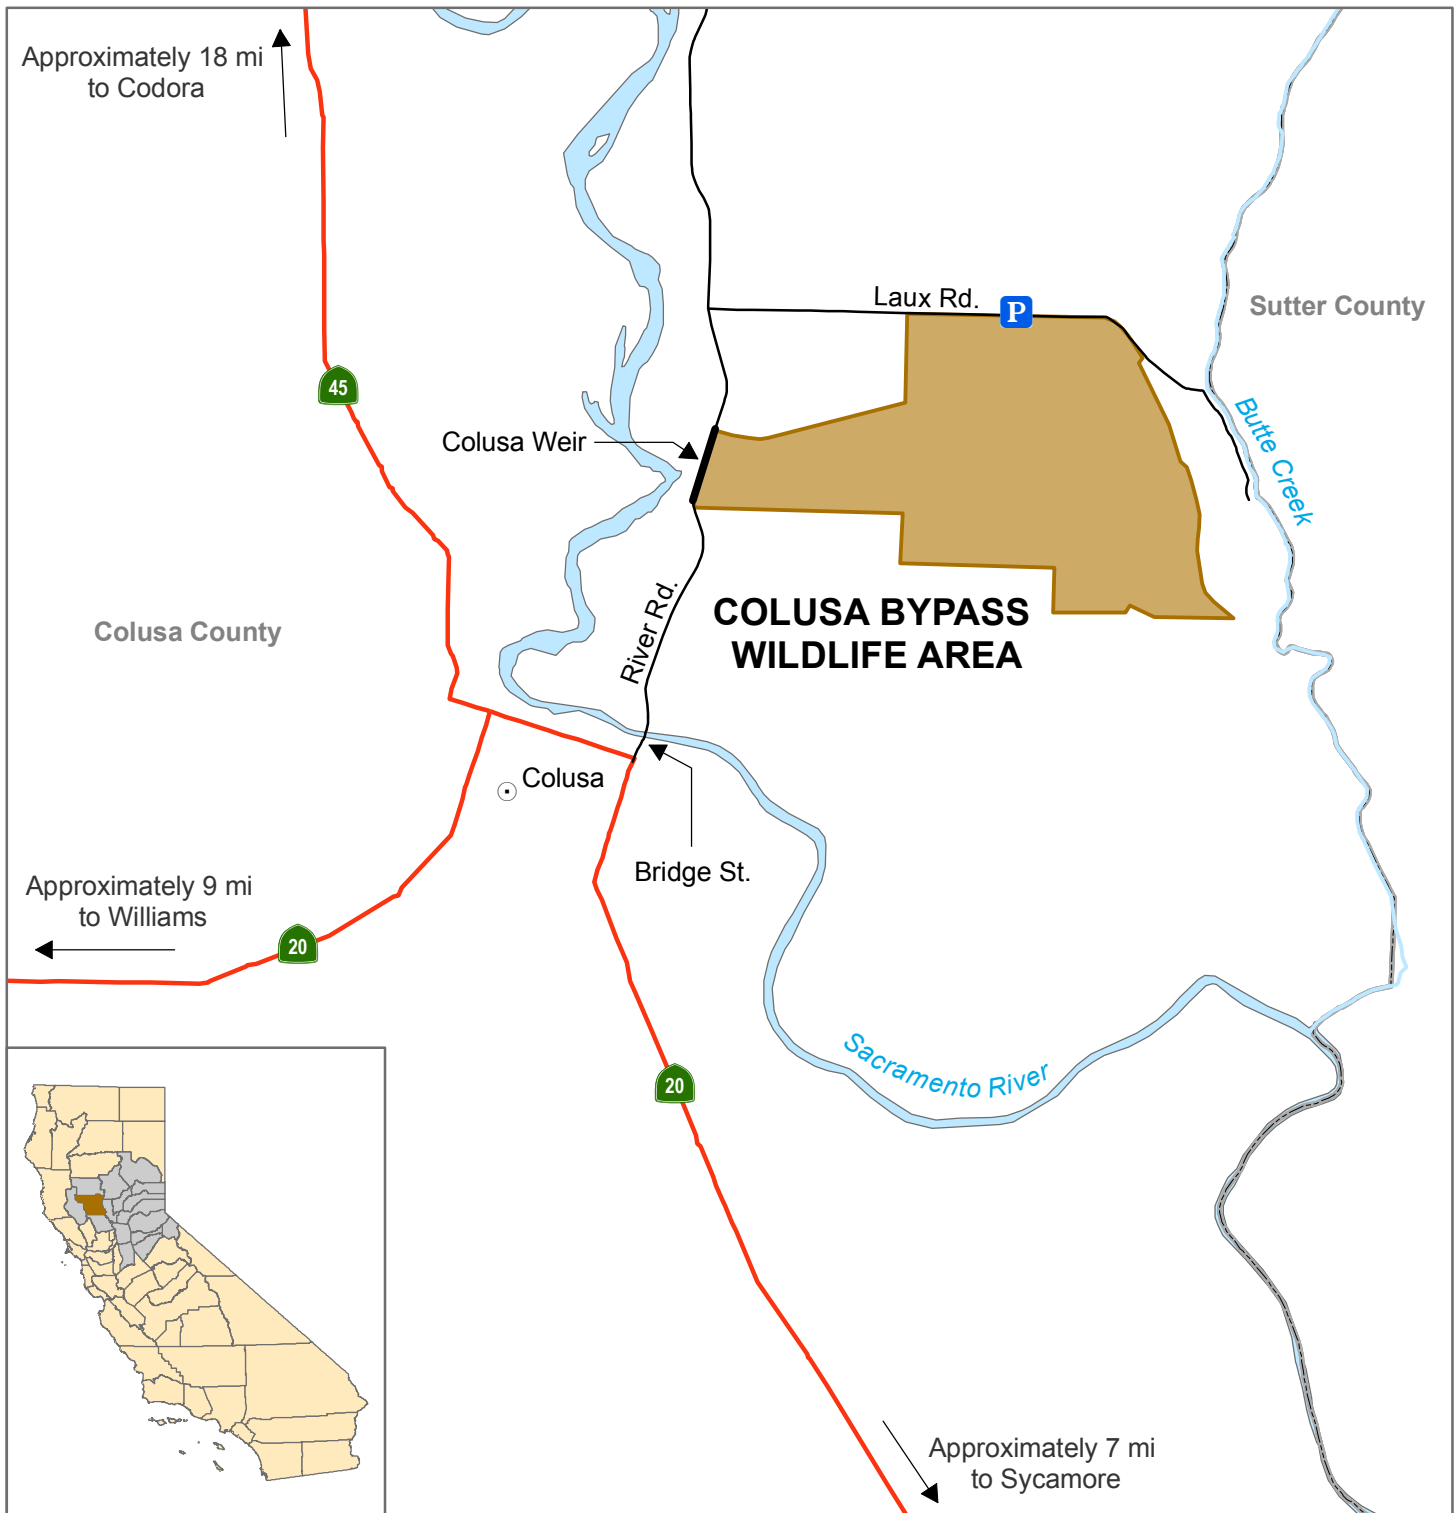 Approximately 18 mi
to Codora
Laux Rd.
P
Sutter County
45
Butte Creek
Colusa Weir
River Rd.
COLUSA BYPASS
WILDLIFE AREA
Colusa County
Colusa
Bridge St.
Approximately 9 mi
to Williams
20
Sacramento River
20
Approximately 7 mi
to Sycamore